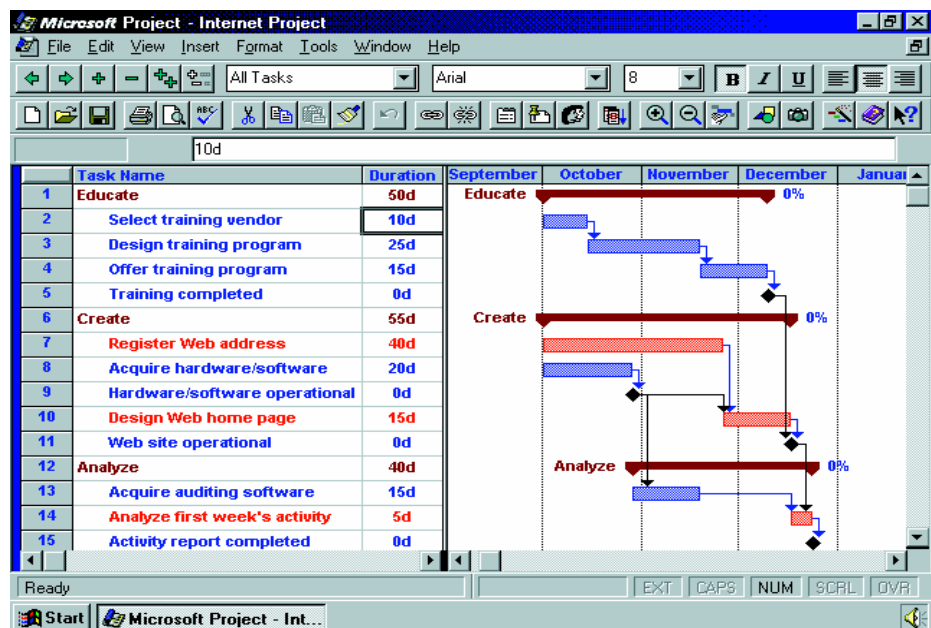 Microsoft Project - Internet Project
File Edit View Insert Format Tools Window Help
All Tasks Arial 8 B I U
ABC
10d
Task Name Duration September October November December Januar
1 Educate 50d Educate 0%
2 Select training vendor 10d
3 Design training program 25d
4 Offer training program 15d
5 Training completed 0d
6 Create 55d Create 0%
7 Register Web address 40d
8 Acquire hardware/software 20d
9 Hardware/software operational 0d
10 Design Web home page 15d
11 Web site operational 0d
12 Analyze 40d Analyze 0%
13 Acquire auditing software 15d
14 Analyze first week's activity 5d
15 Activity report completed 0d
Ready EXT CAPS NUM SCRL OVR
Start Microsoft Project - Int...